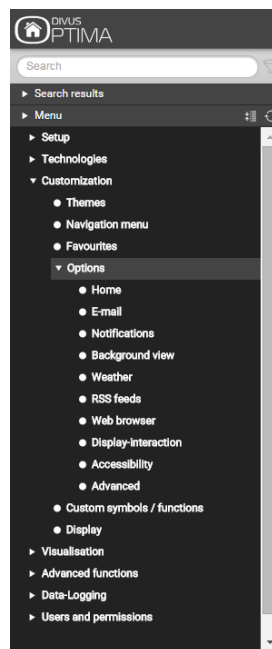 DIVUS
OPTIMA
Search
Search results
Menu
Setup
Technologies
Customization
Themes
Navigation menu
Favourites
Options
Home
E-mail
Notifications
Background view
Weather
RSS feeds
Web browser
Display-interaction
Accessibility
Advanced
Custom symbols / functions
Display
Visualisation
Advanced functions
Data-Logging
Users and permissions